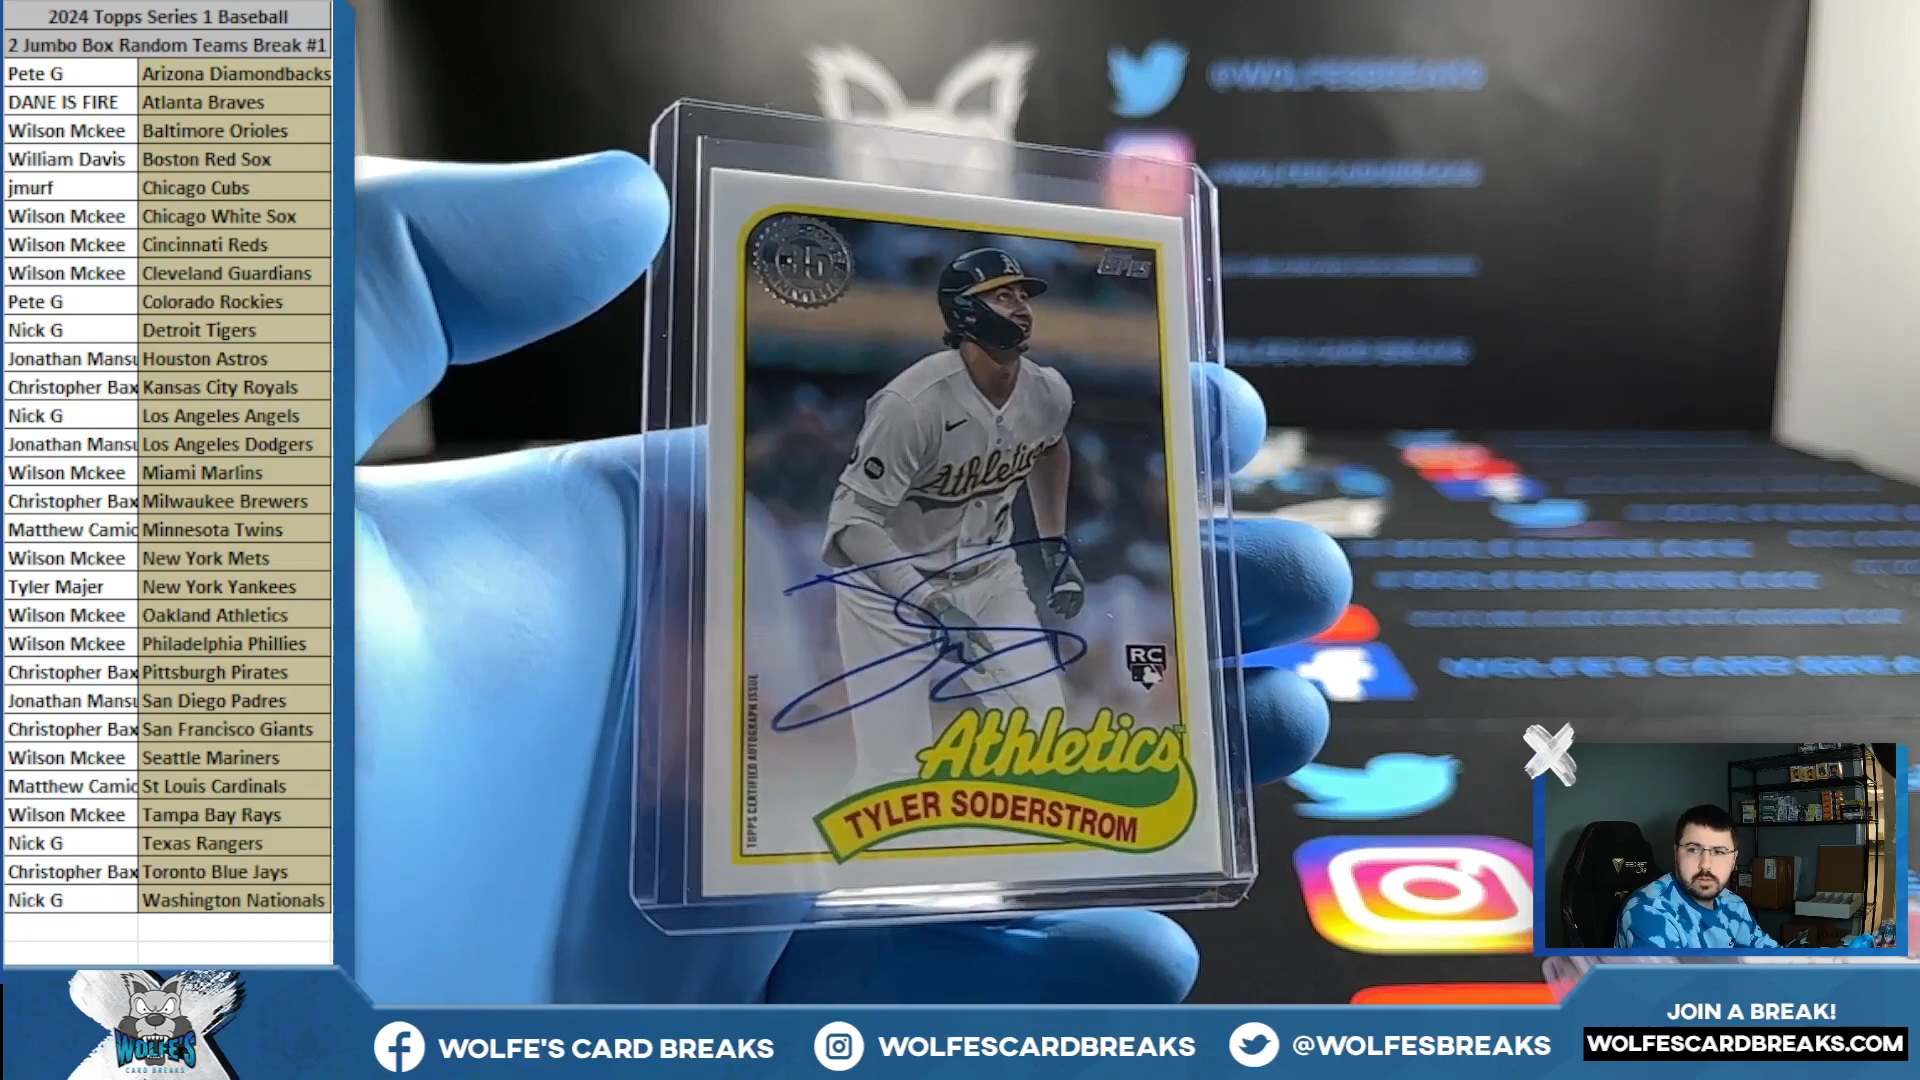 2024 Topps Series 1 Baseball
2 Jumbo Box Random Teams Break #1
Pete G Arizona Diamondbacks
DANE IS FIRE Atlanta Braves
Wilson Mckee Baltimore Orioles
William Davis Boston Red Sox
jmurf Chicago Cubs
Wilson Mckee Chicago White Sox
Wilson Mckee Cincinnati Reds
Wilson Mckee Cleveland Guardians
Pete G Colorado Rockies
Nick G Detroit Tigers
Jonathan Mansu Houston Astros
Christopher Bax Kansas City Royals
Nick G Los Angeles Angels
Jonathan Mansu Los Angeles Dodgers
Wilson Mckee Miami Marlins
Christopher Bax Milwaukee Brewers
Matthew Camic Minnesota Twins
Wilson Mckee New York Mets
Tyler Majer New York Yankees
Wilson Mckee Oakland Athletics
Wilson Mckee Philadelphia Phillies
Christopher Bax Pittsburgh Pirates
Jonathan Mansu San Diego Padres
Christopher Bax San Francisco Giants
Wilson Mckee Seattle Mariners
Matthew Camic St Louis Cardinals
Wilson Mckee Tampa Bay Rays
Nick G Texas Rangers
Christopher Bax Toronto Blue Jays
Nick G Washington Nationals
@WOLFESBREAKS
35
Topps
Athletics
RC
TOPPS CERTIFIED AUTOGRAPH ISSUE
Athletics
TYLER SODERSTROM
WOLFE'S
CARD BREAKS
WOLFE'S CARD BREAKS
WOLFESCARDBREAKS
@WOLFESBREAKS
JOIN A BREAK!
WOLFESCARDBREAKS.COM